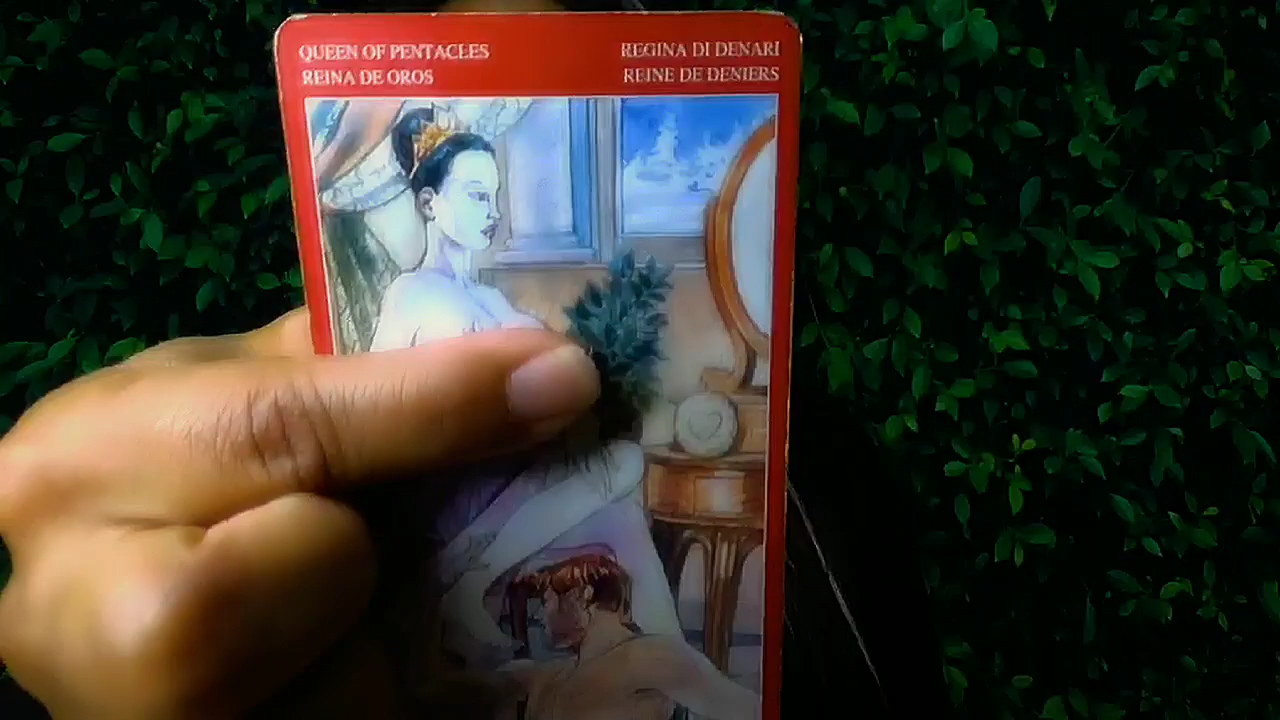 QUEEN OF PENTACLES
REINA DE OROS
REGINA DI DENARI
REINE DE DENIERS